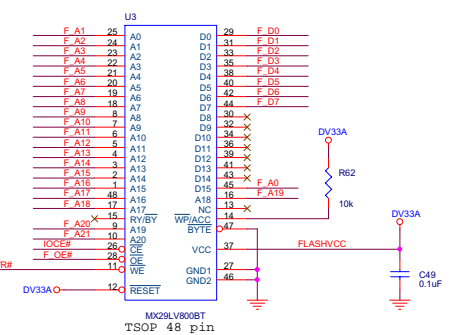 U3
F_A1 25 A0 D0 29 F_D0
F_A2 24 A1 D1 31 F_D1
F_A3 23 A2 D2 33 F_D2
F_A4 22 A3 D3 35 F_D3
F_A5 21 A4 D4 38 F_D4
F_A6 20 A5 D5 40 F_D5
F_A7 19 A6 D6 42 F_D6
F_A8 18 A7 D7 44 F_D7
F_A9 8 A8 D8 30
F_A10 7 A9 D9 32
F_A11 6 A10 D10 34
F_A12 5 A11 D11 36
F_A13 4 A12 D12 39
F_A14 3 A13 D13 41
F_A15 2 A14 D14 43
F_A16 1 A15 D15 45 F_A0
F_A17 48 A16 A18 16 F_A19
F_A18 17 A17 NC 13
15 RY/BY WP/ACC 14
F_A20 9 A19 BYTE 47
F_A21 10 A20
IOCE# 26 CE VCC 37 FLASHVCC
F_OE# 28 OE
R# 11 WE GND1 27
GND2 46
DV33A 12 RESET
DV33A
R62
10k
DV33A
C49
0.1uF
MX29LV800BT
TSOP 48 pin